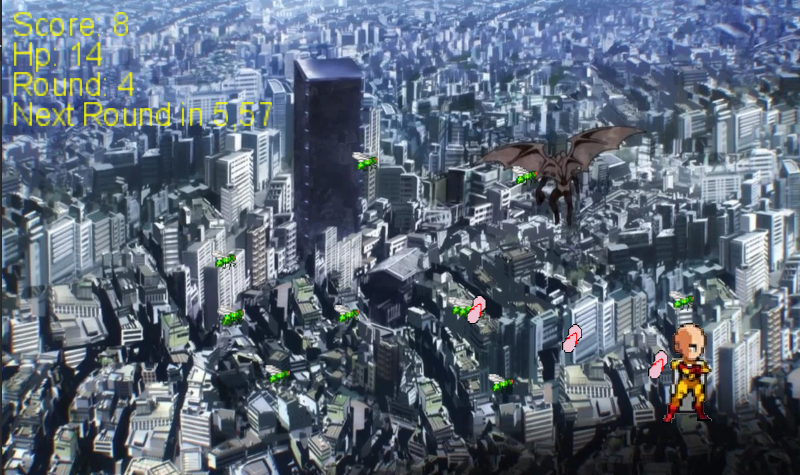 Score: 8
Hp: 14
Round: 4
Next Round in 5,57